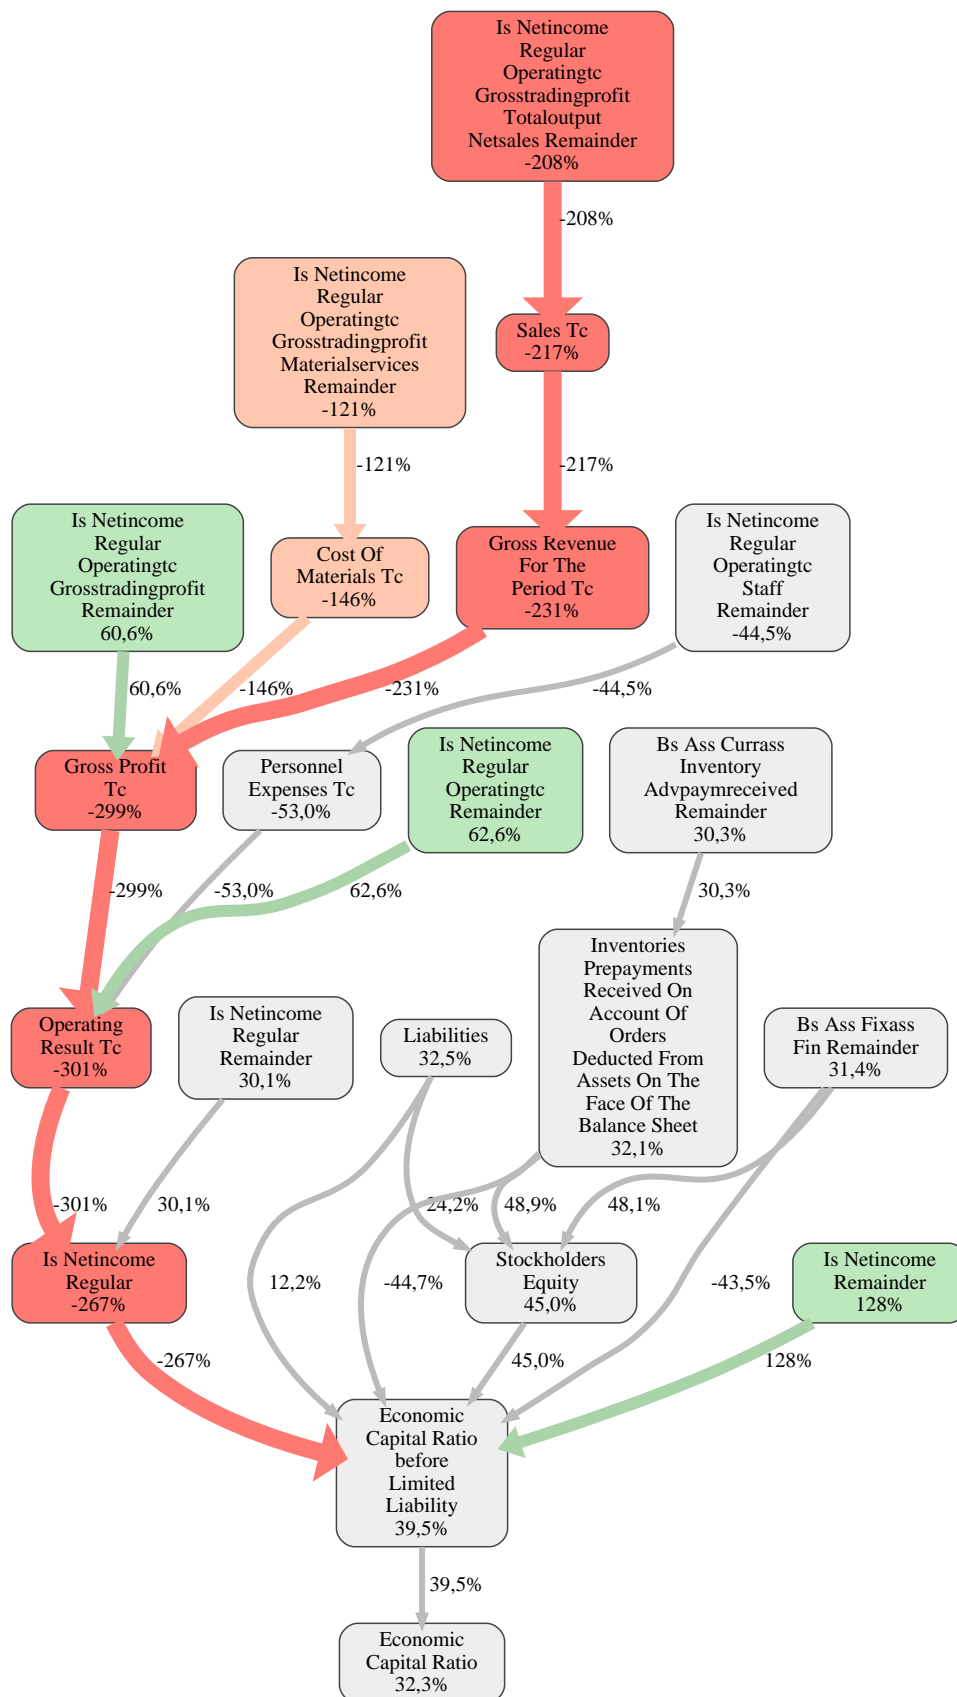 Is Netincome
Regular
Operatingtc
Grosstradingprofit
Totaloutput
Netsales Remainder
-208%
-208%
Is Netincome
Regular
Operatingtc
Grosstradingprofit
Materialservices
Remainder
-121%
Sales Tc
-217%
-121%
-217%
Is Netincome
Regular
Operatingtc
Grosstradingprofit
Remainder
60,6%
Cost Of
Materials Tc
-146%
Gross Revenue
For The
Period Tc
-231%
Is Netincome
Regular
Operatingtc
Staff
Remainder
-44,5%
60,6%
-146%
-231%
-44,5%
Gross Profit
Tc
-299%
Personnel
Expenses Tc
-53,0%
Is Netincome
Regular
Operatingtc
Remainder
62,6%
Bs Ass Currass
Inventory
Advpaymreceived
Remainder
30,3%
-299%
-53,0%
62,6%
30,3%
Operating
Result Tc
-301%
Is Netincome
Regular
Remainder
30,1%
Liabilities
32,5%
Inventories
Prepayments
Received On
Account Of
Orders
Deducted From
Assets On The
Face Of The
Balance Sheet
32,1%
Bs Ass Fixass
Fin Remainder
31,4%
-301%
30,1%
24,2%
48,9%
48,1%
Is Netincome
Regular
-267%
12,2%
-44,7%
Stockholders
Equity
45,0%
-43,5%
Is Netincome
Remainder
128%
-267%
45,0%
128%
Economic
Capital Ratio
before
Limited
Liability
39,5%
39,5%
Economic
Capital Ratio
32,3%